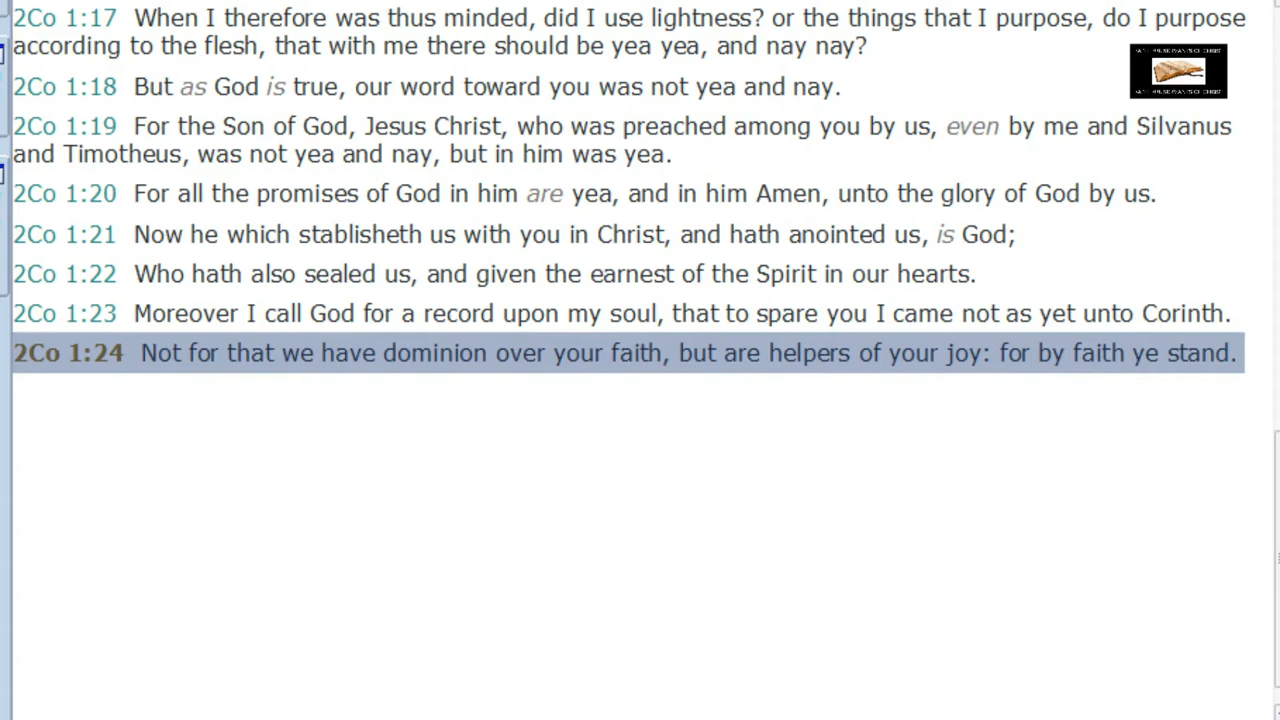 2Co 1:17 When I therefore was thus minded, did I use lightness? or the things that I purpose, do I purpose
according to the flesh, that with me there should be yea yea, and nay nay?
2Co 1:18 But as God is true, our word toward you was not yea and nay.
2Co 1:19 For the Son of God, Jesus Christ, who was preached among you by us, even by me and Silvanus
and Timotheus, was not yea and nay, but in him was yea.
2Co 1:20 For all the promises of God in him are yea, and in him Amen, unto the glory of God by us.
2Co 1:21 Now he which stablisheth us with you in Christ, and hath anointed us, is God;
2Co 1:22 Who hath also sealed us, and given the earnest of the Spirit in our hearts.
2Co 1:23 Moreover I call God for a record upon my soul, that to spare you I came not as yet unto Corinth.
2Co 1:24 Not for that we have dominion over your faith, but are helpers of your joy: for by faith ye stand.